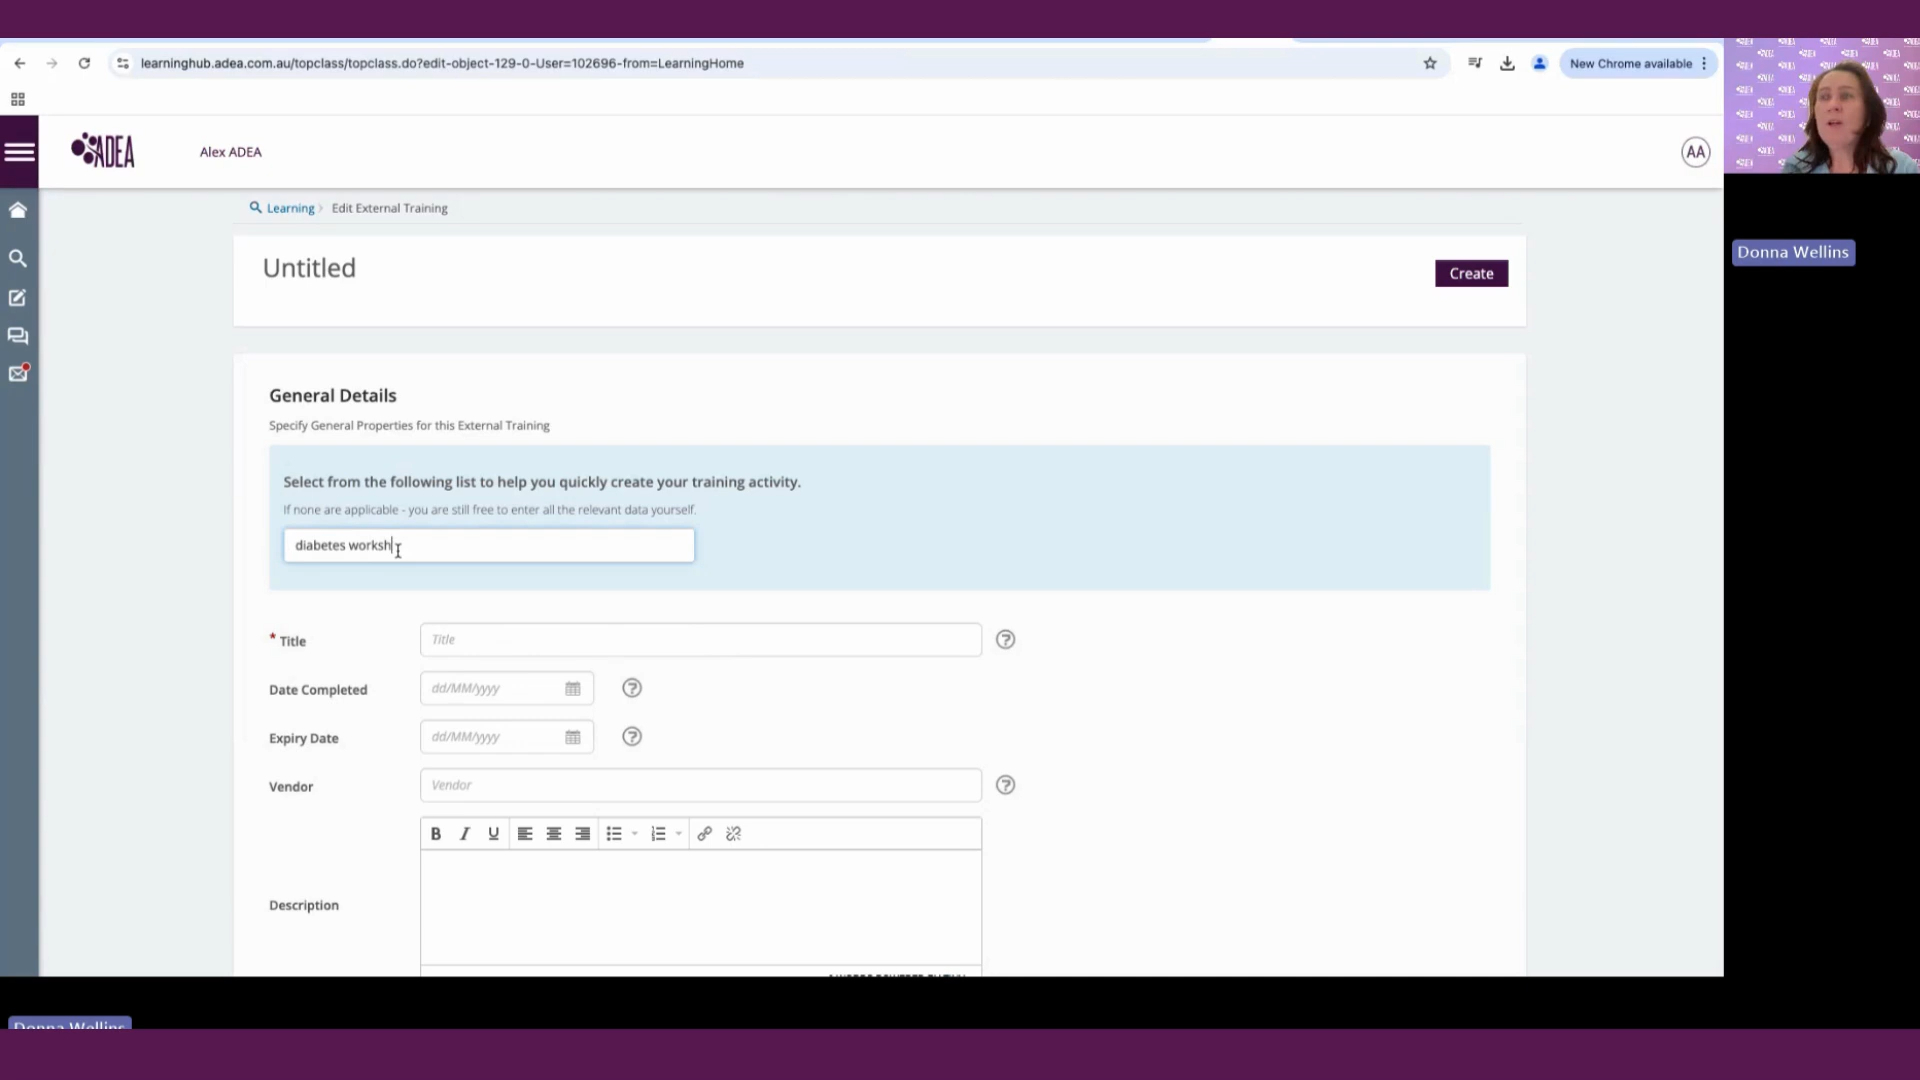 learninghub.adea.com.au/topclass/topclass.do?edit-object-129-0-User=102696-from=LearningHome
New Chrome available
ADEA
Alex ADEA
AA
Donna Wellins
Learning
Edit External Training
Untitled
Create
General Details
Specify General Properties for this External Training
Select from the following list to help you quickly create your training activity.
If none are applicable - you are still free to enter all the relevant data yourself.
diabetes worksh
* Title
Title
Date Completed
dd/MM/yyyy
Expiry Date
dd/MM/yyyy
Vendor
Vendor
B I U
Description
Donna Wellins